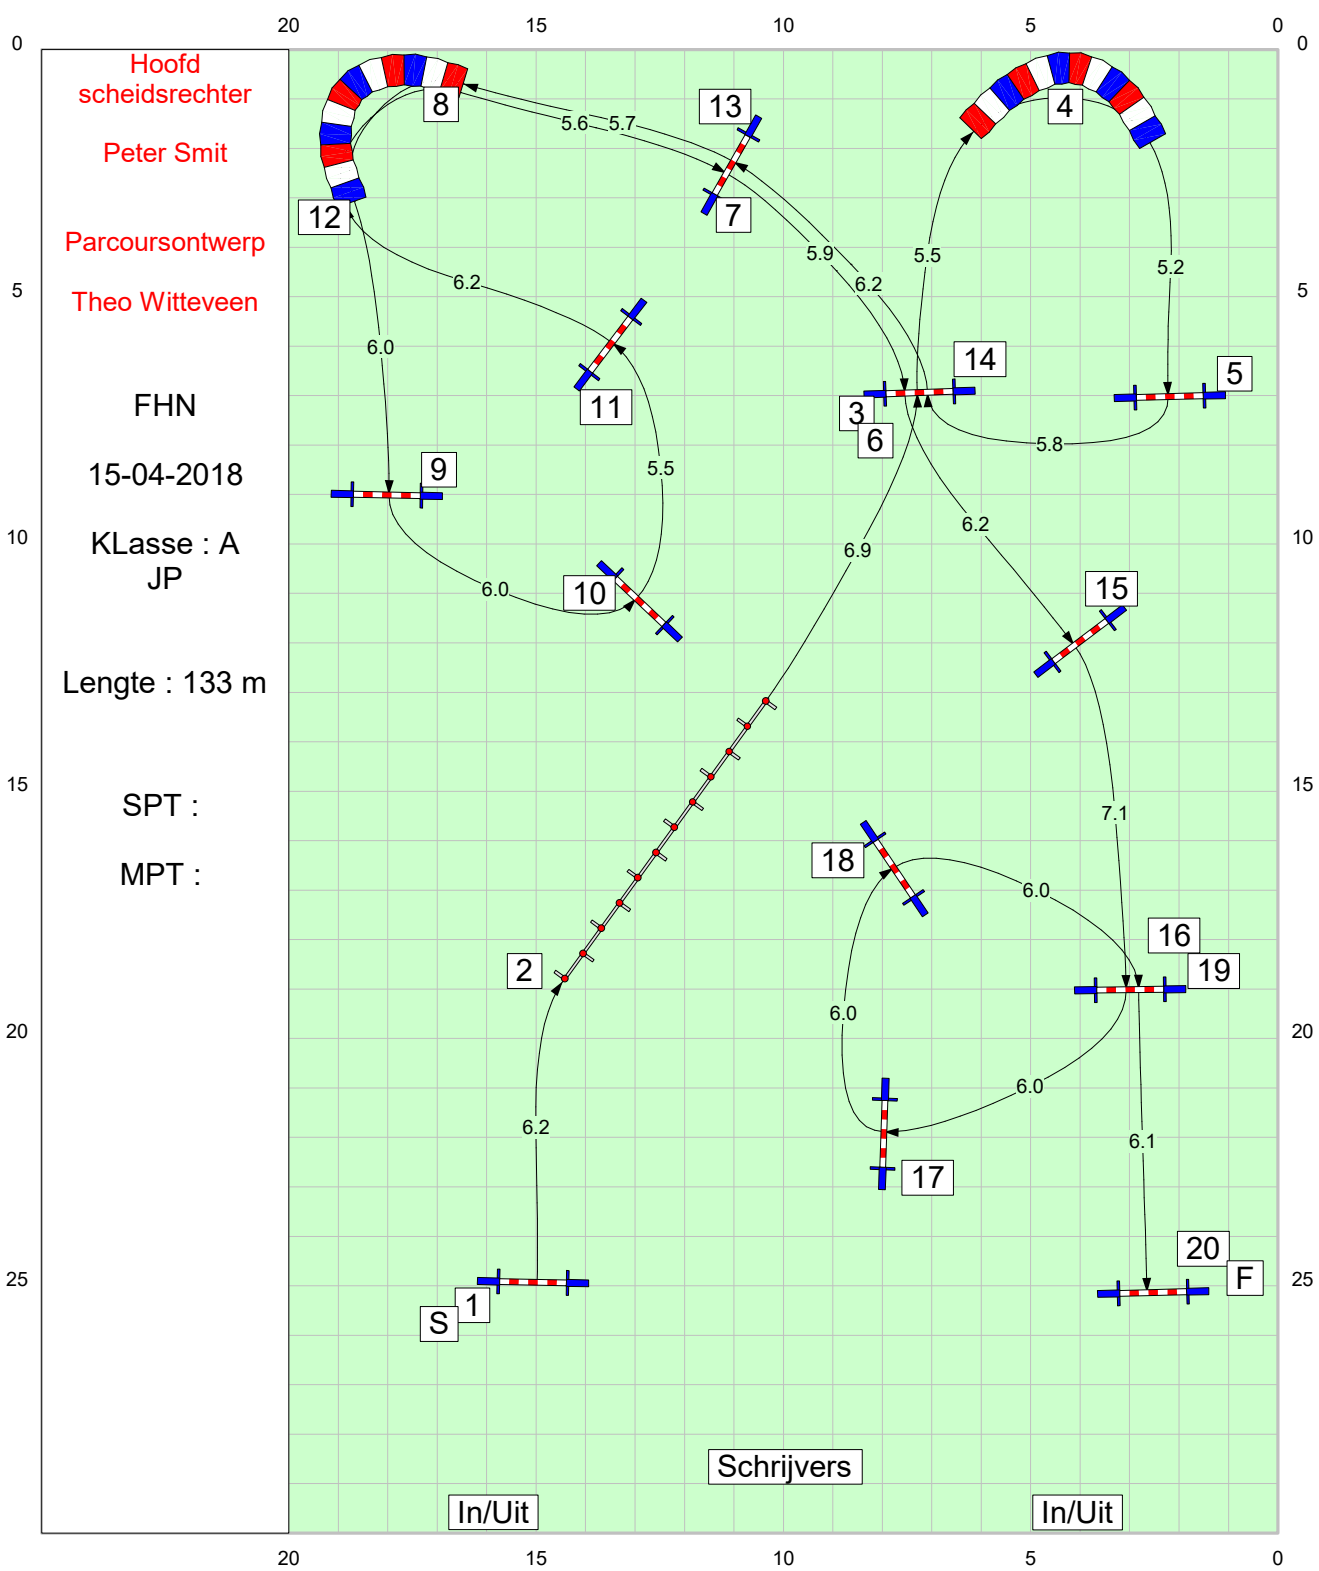 20 15 10 5 0
0 0
Hoofd
scheidsrechter
Peter Smit
Parcoursontwerp
Theo Witteveen
FHN
15-04-2018
KLasse : A
JP
Lengte : 133 m
SPT :
MPT :
8
13
4
5.6
5.7
12
7
5.9
5.5
5.2
6.2
6.2
5 5
6.0
11
14
5
3
6
5.8
9
5.5
6.2
10 10
6.9
6.0
10
15
15 15
7.1
18
6.0
16
19
2
6.0
20 20
6.0
6.2
6.1
17
20
F
25 25
1
S
Schrijvers
In/Uit In/Uit
20 15 10 5 0